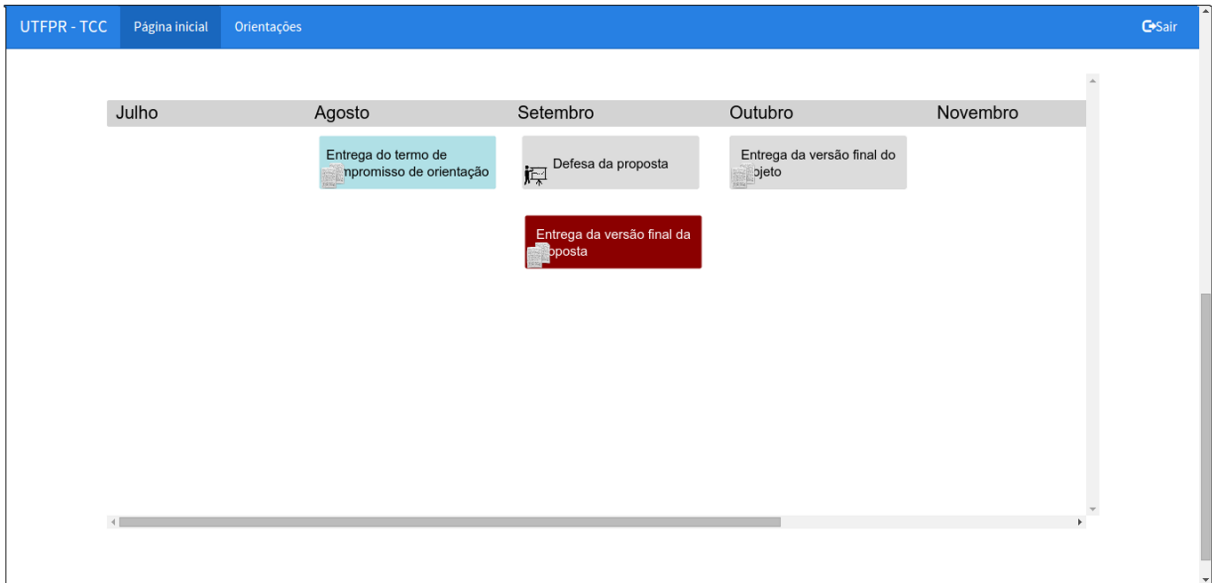 UTFPR - TCC Página inicial Orientações Sair
Julho Agosto Setembro Outubro Novembro
Entrega do termo de
mpromisso de orientação
Defesa da proposta
Entrega da versão final do
ojeto
Entrega da versão final da
oposta